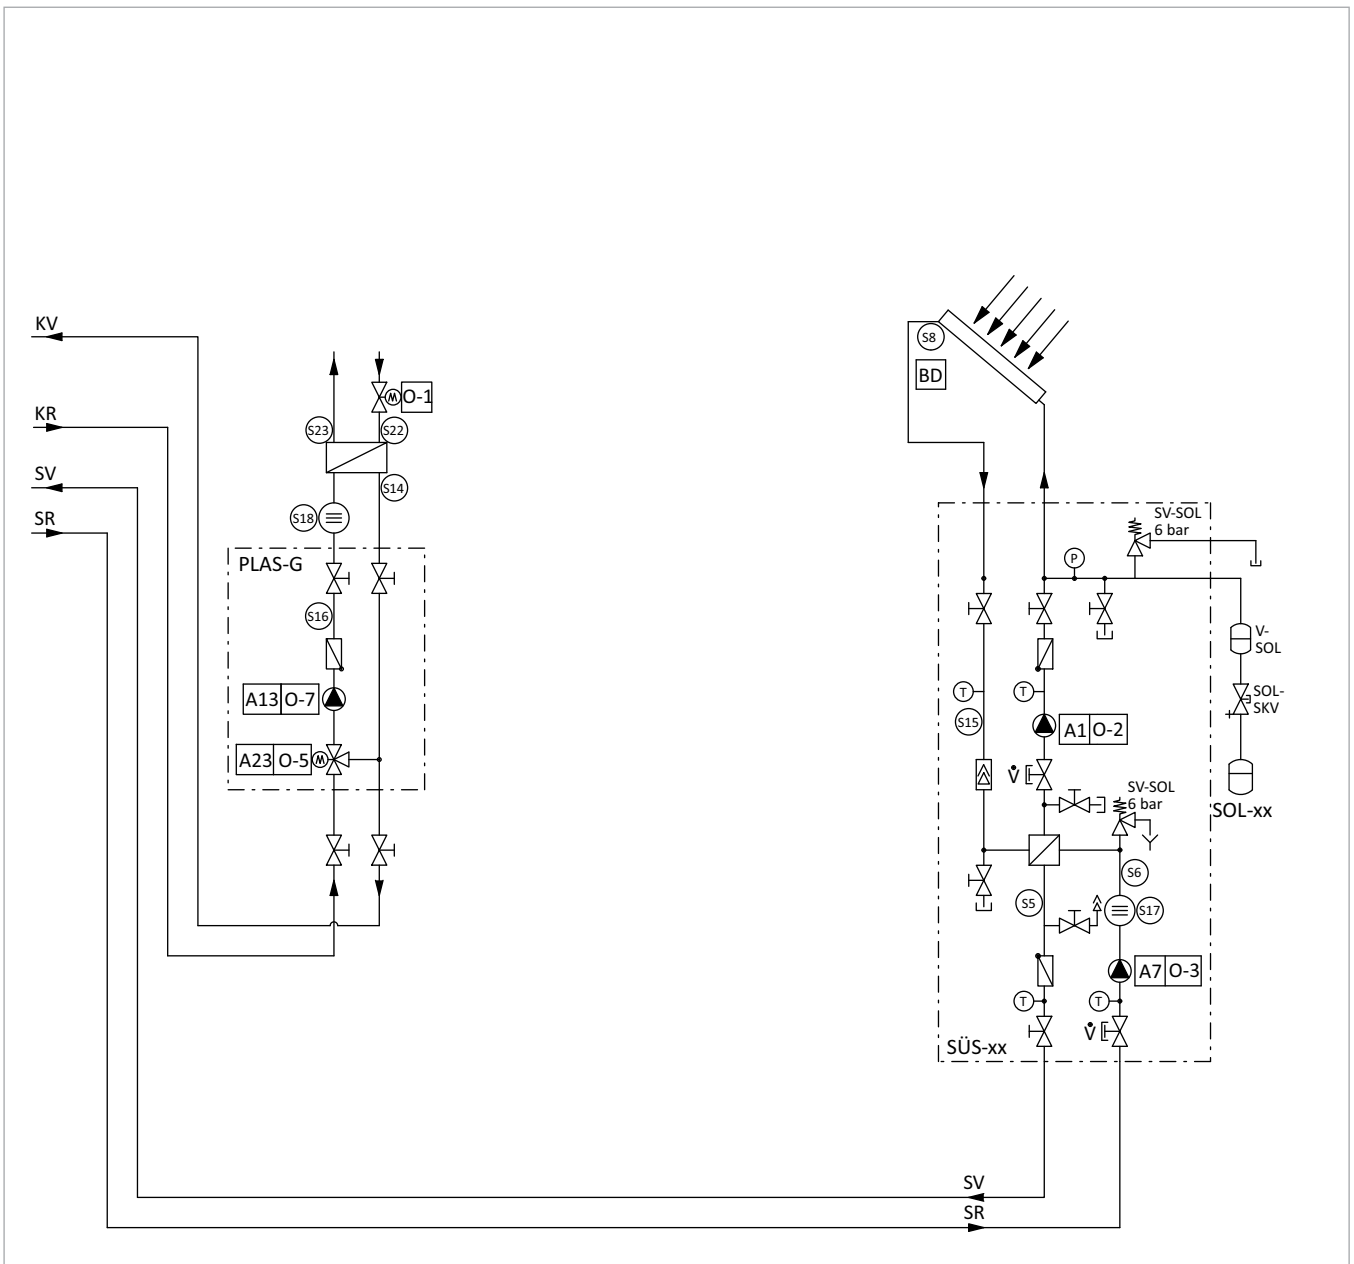 KV
KR
SV
SR
S23
S22
O-1
S14
S18
PLAS-G
S16
A13 O-7
A23 O-5
M
M
S8
BD
SV-SOL
6 bar
P
V-
SOL
SOL-
SKV
SOL-xx
T
T
S15
A1 O-2
V̇
SV-SOL
6 bar
S6
S5
S17
A7 O-3
T
T
V̇
SÜS-xx
SV
SR